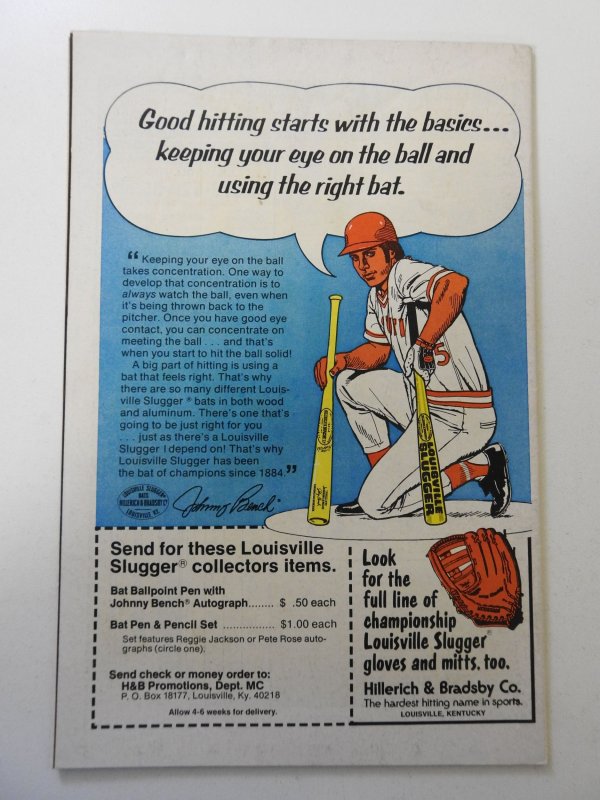 Good hitting starts with the basics...
keeping your eye on the ball and
using the right bat.
“ Keeping your eye on the ball
takes concentration. One way to
develop that concentration is to
always watch the ball, even when
it's being thrown back to the
pitcher. Once you have good eye
contact, you can concentrate on
meeting the ball . . . and that's
when you start to hit the ball solid!
A big part of hitting is using a
bat that feels right. That's why
there are so many different Louis-
ville Slugger ® bats in both wood
and aluminum. There's one that's
going to be just right for you
. . . just as there's a Louisville
Slugger I depend on! That's why
Louisville Slugger has been
the bat of champions since 1884.”
LOUISVILLE SLUGGER
BATS
HILLERICH & BRADSBY CO
LOUISVILLE, KY.
Johnny Bench
5
LOUISVILLE
SLUGGER
Send for these Louisville
Slugger® collectors items.
Bat Ballpoint Pen with
Johnny Bench® Autograph........ $ .50 each
Bat Pen & Pencil Set ................ $1.00 each
Set features Reggie Jackson or Pete Rose auto-
graphs (circle one).
Send check or money order to:
H&B Promotions, Dept. MC
P. O. Box 18177, Louisville, Ky. 40218
Allow 4-6 weeks for delivery.
Look
for the
full line of
championship
Louisville Slugger®
gloves and mitts, too.
Hillerich & Bradsby Co.
The hardest hitting name in sports.
LOUISVILLE, KENTUCKY